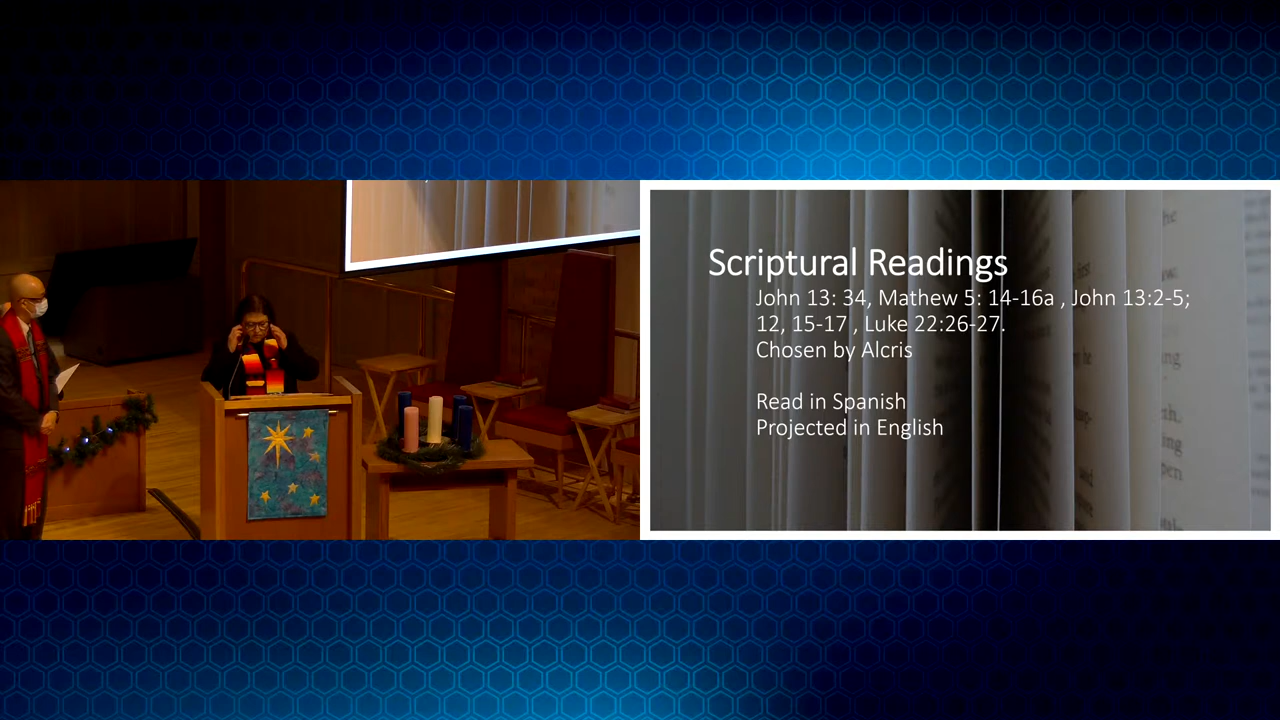 Scriptural Readings
John 13: 34, Mathew 5: 14-16a , John 13:2-5;
12, 15-17 , Luke 22:26-27.
Chosen by Alcris
Read in Spanish
Projected in English